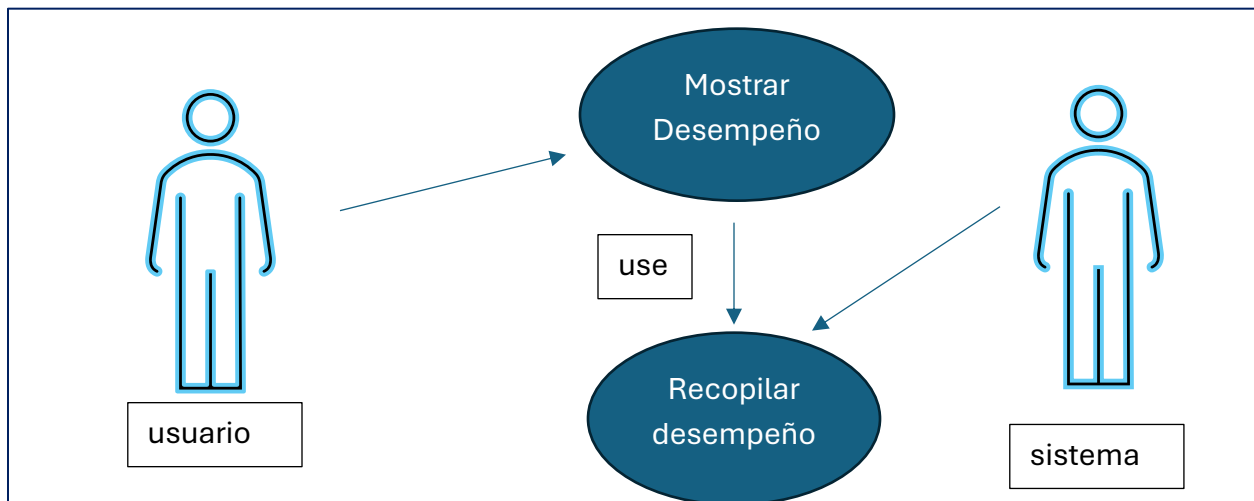 Mostrar
Desempeño
use
Recopilar
desempeño
usuario
sistema